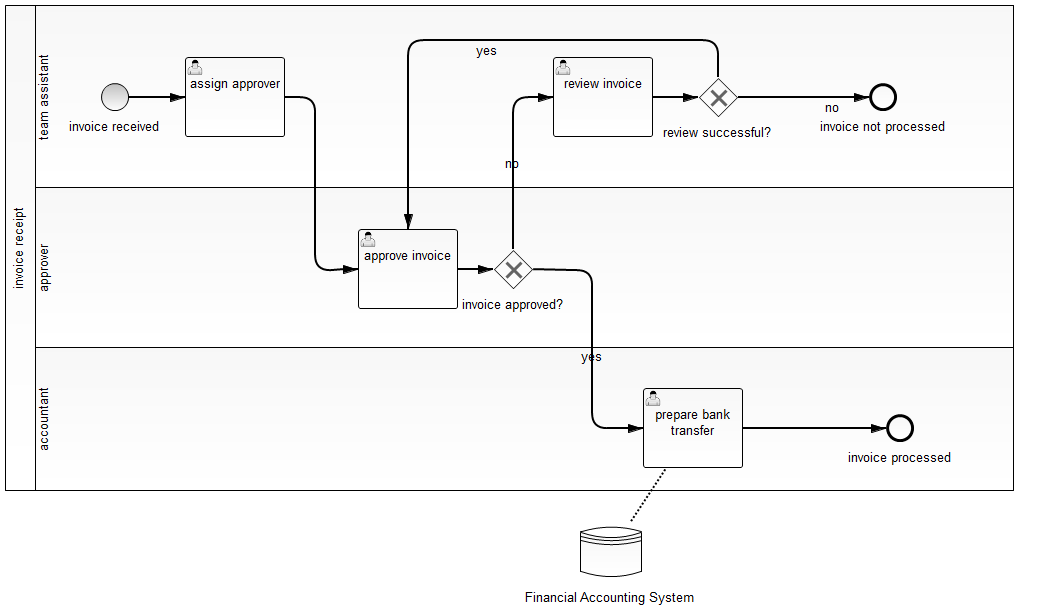 invoice receipt
team assistant
invoice received
assign approver
yes
review invoice
review successful?
no
invoice not processed
no
approver
approve invoice
invoice approved?
yes
accountant
prepare bank
transfer
invoice processed
Financial Accounting System